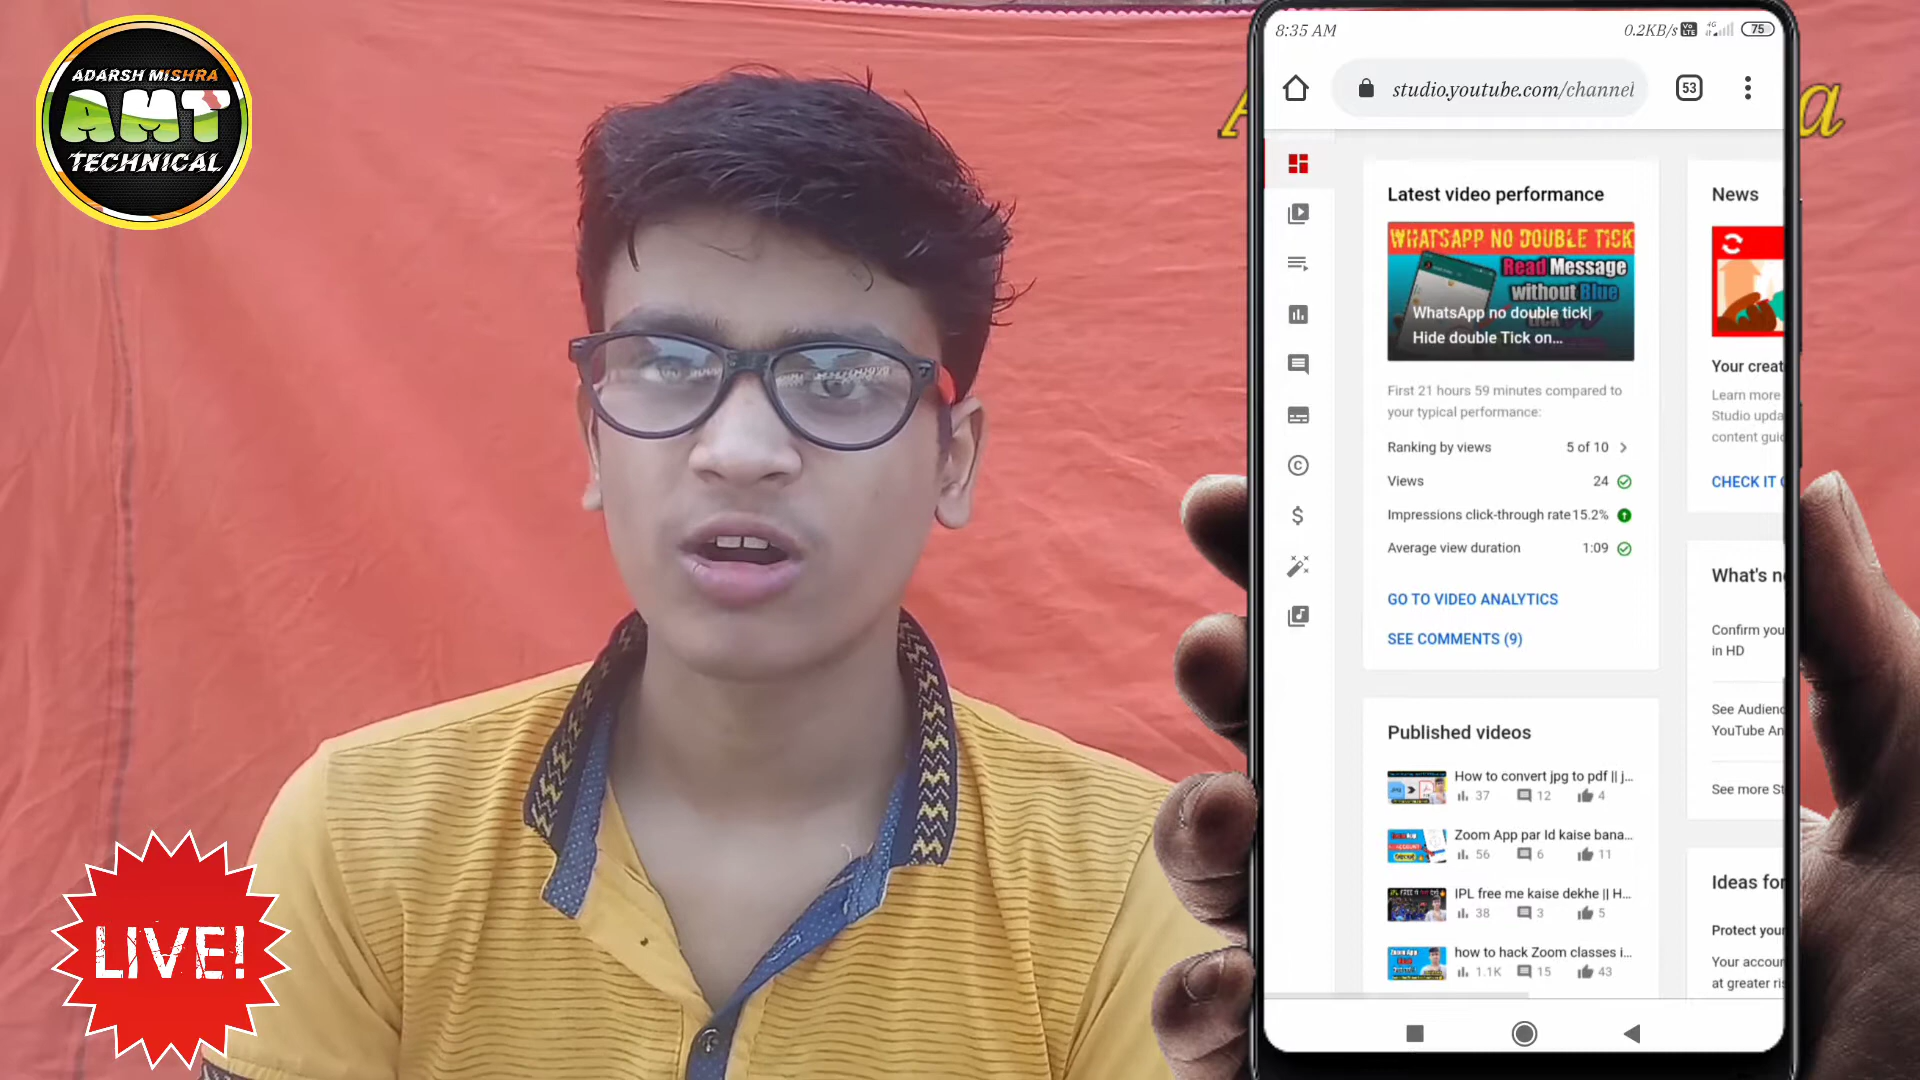 ADARSH MISHRA
AMT
TECHNICAL
LIVE!
A
a
8:35 AM
0.2KB/s
Vo
LTE
4G
75
studio.youtube.com/channel
53
Latest video performance
WHATSAPP NO DOUBLE TICK
Read Message
without Blue
tick
WhatsApp no double tick|
Hide double Tick on...
First 21 hours 59 minutes compared to
your typical performance:
Ranking by views 5 of 10
Views 24
Impressions click-through rate 15.2%
Average view duration 1:09
GO TO VIDEO ANALYTICS
SEE COMMENTS (9)
Published videos
How to convert jpg to pdf || j...
37 12 4
Zoom App par Id kaise bana...
56 6 11
IPL free me kaise dekhe || H...
38 3 5
how to hack Zoom classes i...
1.1K 15 43
News
Your creat
Learn more
Studio upda
content guid
CHECK IT
What's n
Confirm you
in HD
See Audien
YouTube An
See more St
Ideas for
Protect your
Your accour
at greater ris